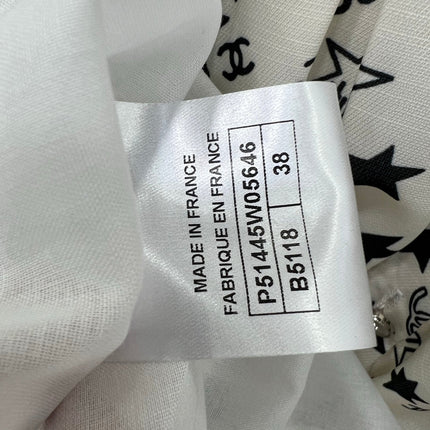 MADE IN FRANCE
FABRIQUE EN FRANCE
P51445W05646
B5118 38